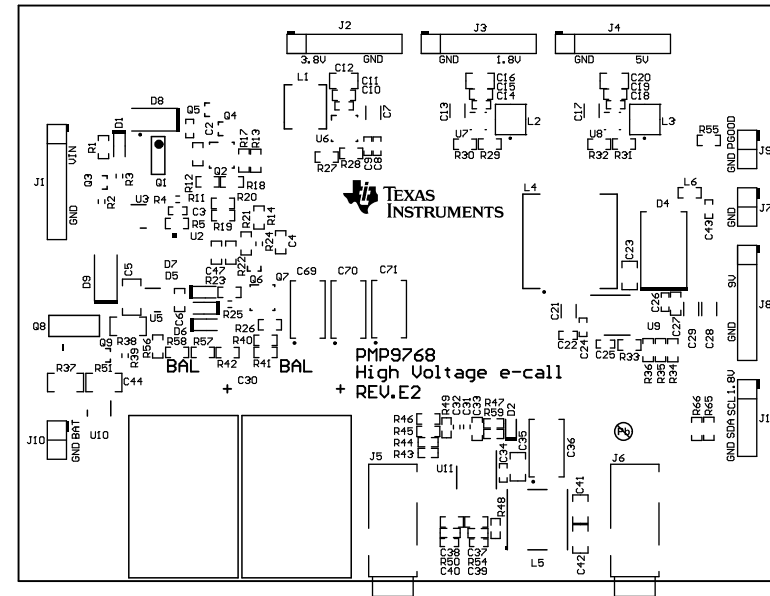 J2
J3
J4
3.8V GND
GND 1.8V
GND 5V
C12
C11
C10
L1
C7
U6
R27
R28
C9
C8
C16
C15
C14
C13
L2
U7
R30
R29
C20
C19
C18
C17
L3
U8
R32
R31
R55
PGOOD
GND
J9
J7
GND
L6
C43
D8
D1
Q5
C2
Q4
R17
R13
R1
VIN
J1
GND
Q3
R2
R3
Q1
U3
R4
R12
Q2
R18
R11
C3
R5
U2
R20
R19
R14
R21
R22
R24
C4
TEXAS
INSTRUMENTS
L4
D4
C23
9V
J8
GND
D9
C5
D7
D5
C47
R23
Q6
Q7
C69
C70
C71
C6
U5
R25
D6
R26
C21
C22
C24
C25
R33
U9
C26
C27
C29
C28
R36
R35
R34
Q8
Q9
R38
R39
R56
R58
R57
R42
R40
R41
BAL
BAL
+
C30
+
PMP9768
High Voltage e-call
REV.E2
R37
R51
C44
U10
J10
GND BAT
R46
R45
R44
R43
R49
C32
C31
C33
R47
R59
D2
C35
C36
C34
U11
J5
J6
Pb
R48
C41
C42
L5
C38
R50
C40
C37
R54
C39
R66
R65
GND SDA SCL 1.8V
J1